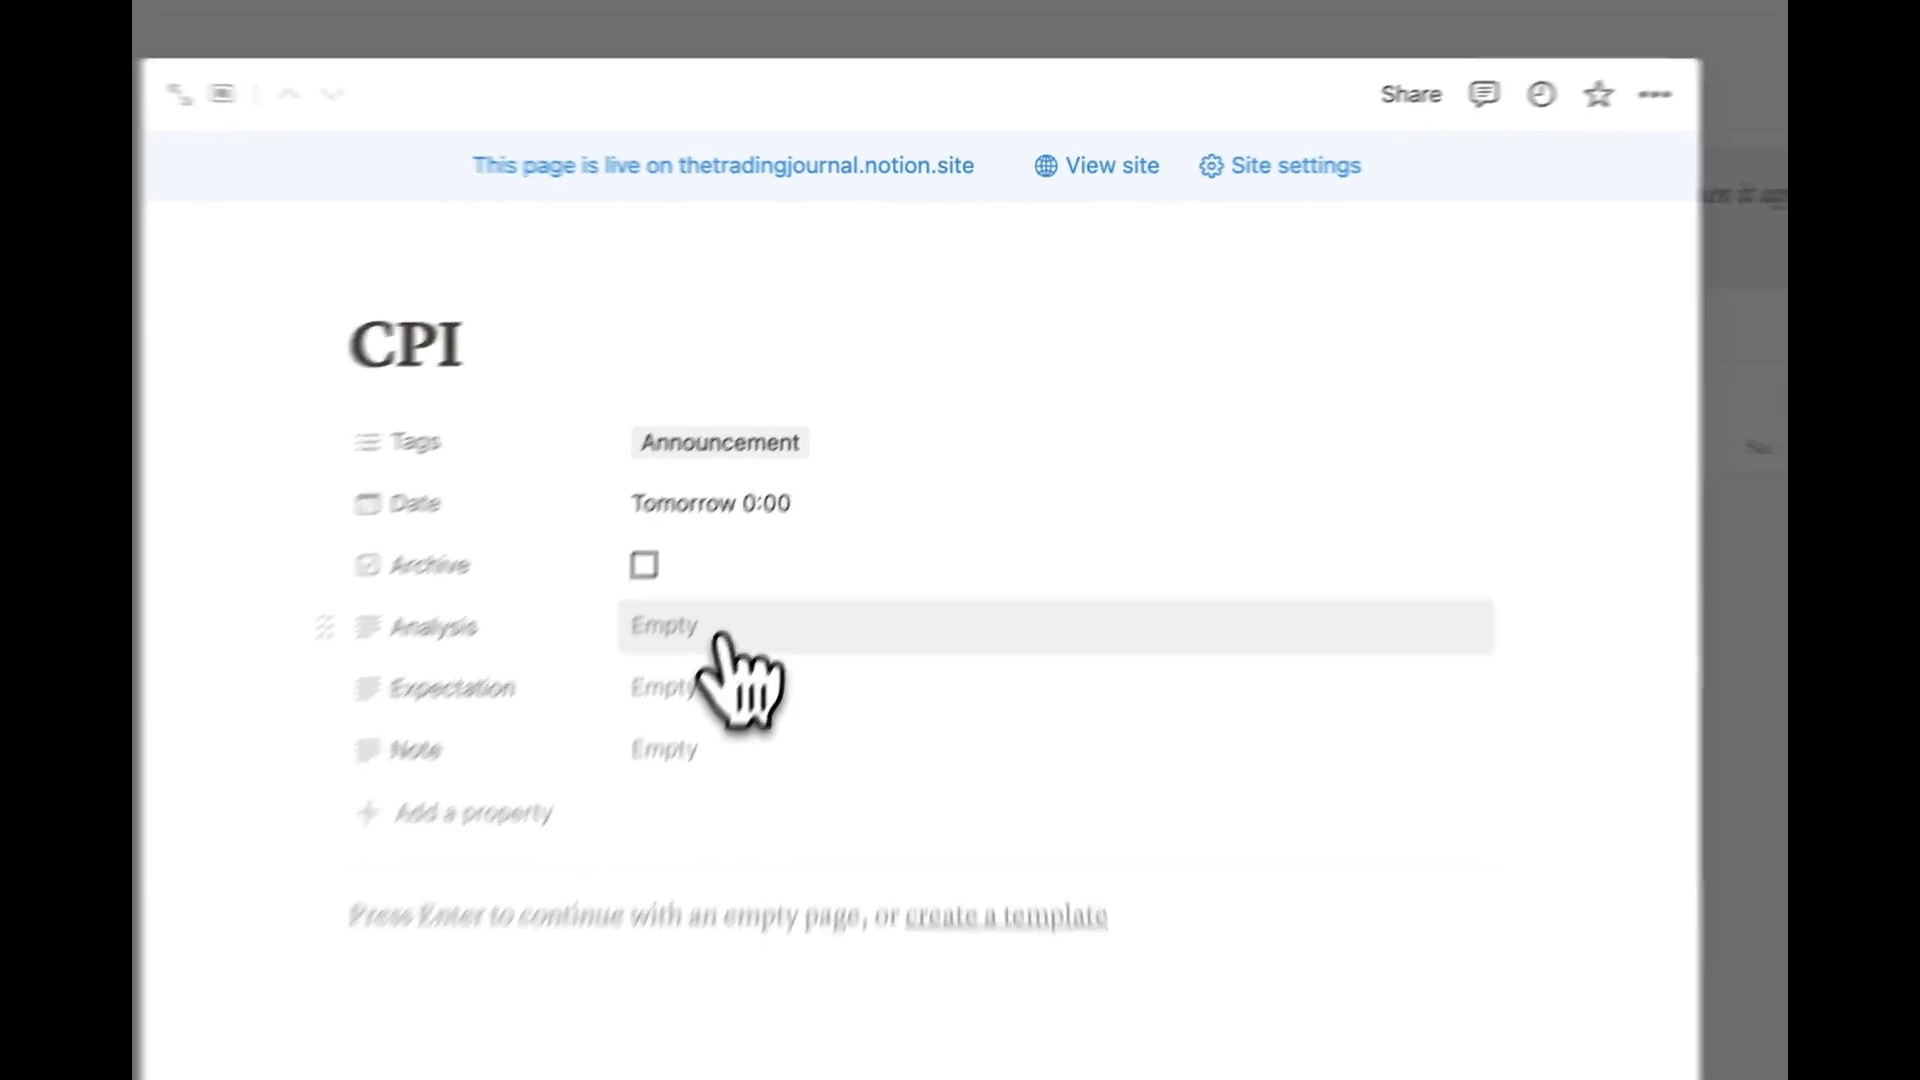 Share
This page is live on thetradingjournal.notion.site View site Site settings
CPI
Tags Announcement
Date Tomorrow 0:00
Archive
Analysis Empty
Expectation Empty
Note Empty
Add a property
Press Enter to continue with an empty page, or create a template